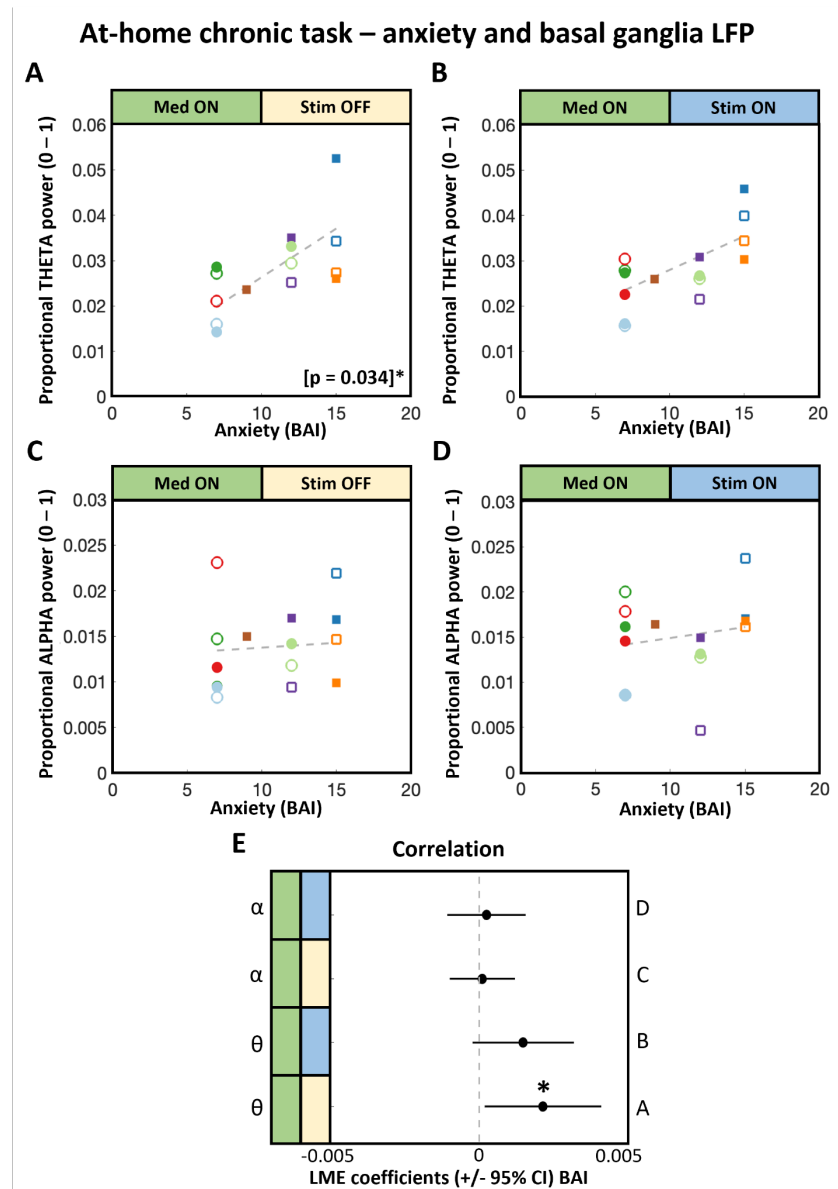 At-home chronic task – anxiety and basal ganglia LFP
A
Med ON
Stim OFF
Proportional THETA power (0 – 1)
0.06
0.05
0.04
0.03
0.02
0.01
0
[p = 0.034]*
0
5
10
15
20
Anxiety (BAI)
B
Med ON
Stim ON
Proportional THETA power (0 – 1)
0.06
0.05
0.04
0.03
0.02
0.01
0
0
5
10
15
20
Anxiety (BAI)
C
Med ON
Stim OFF
Proportional ALPHA power (0 – 1)
0.03
0.025
0.02
0.015
0.01
0.005
0
0
5
10
15
20
Anxiety (BAI)
D
Med ON
Stim ON
Proportional ALPHA power (0 – 1)
0.03
0.025
0.02
0.015
0.01
0.005
0
0
5
10
15
20
Anxiety (BAI)
E
Correlation
α
D
α
C
θ
B
*
θ
A
-0.005
0
0.005
LME coefficients (+/- 95% CI) BAI